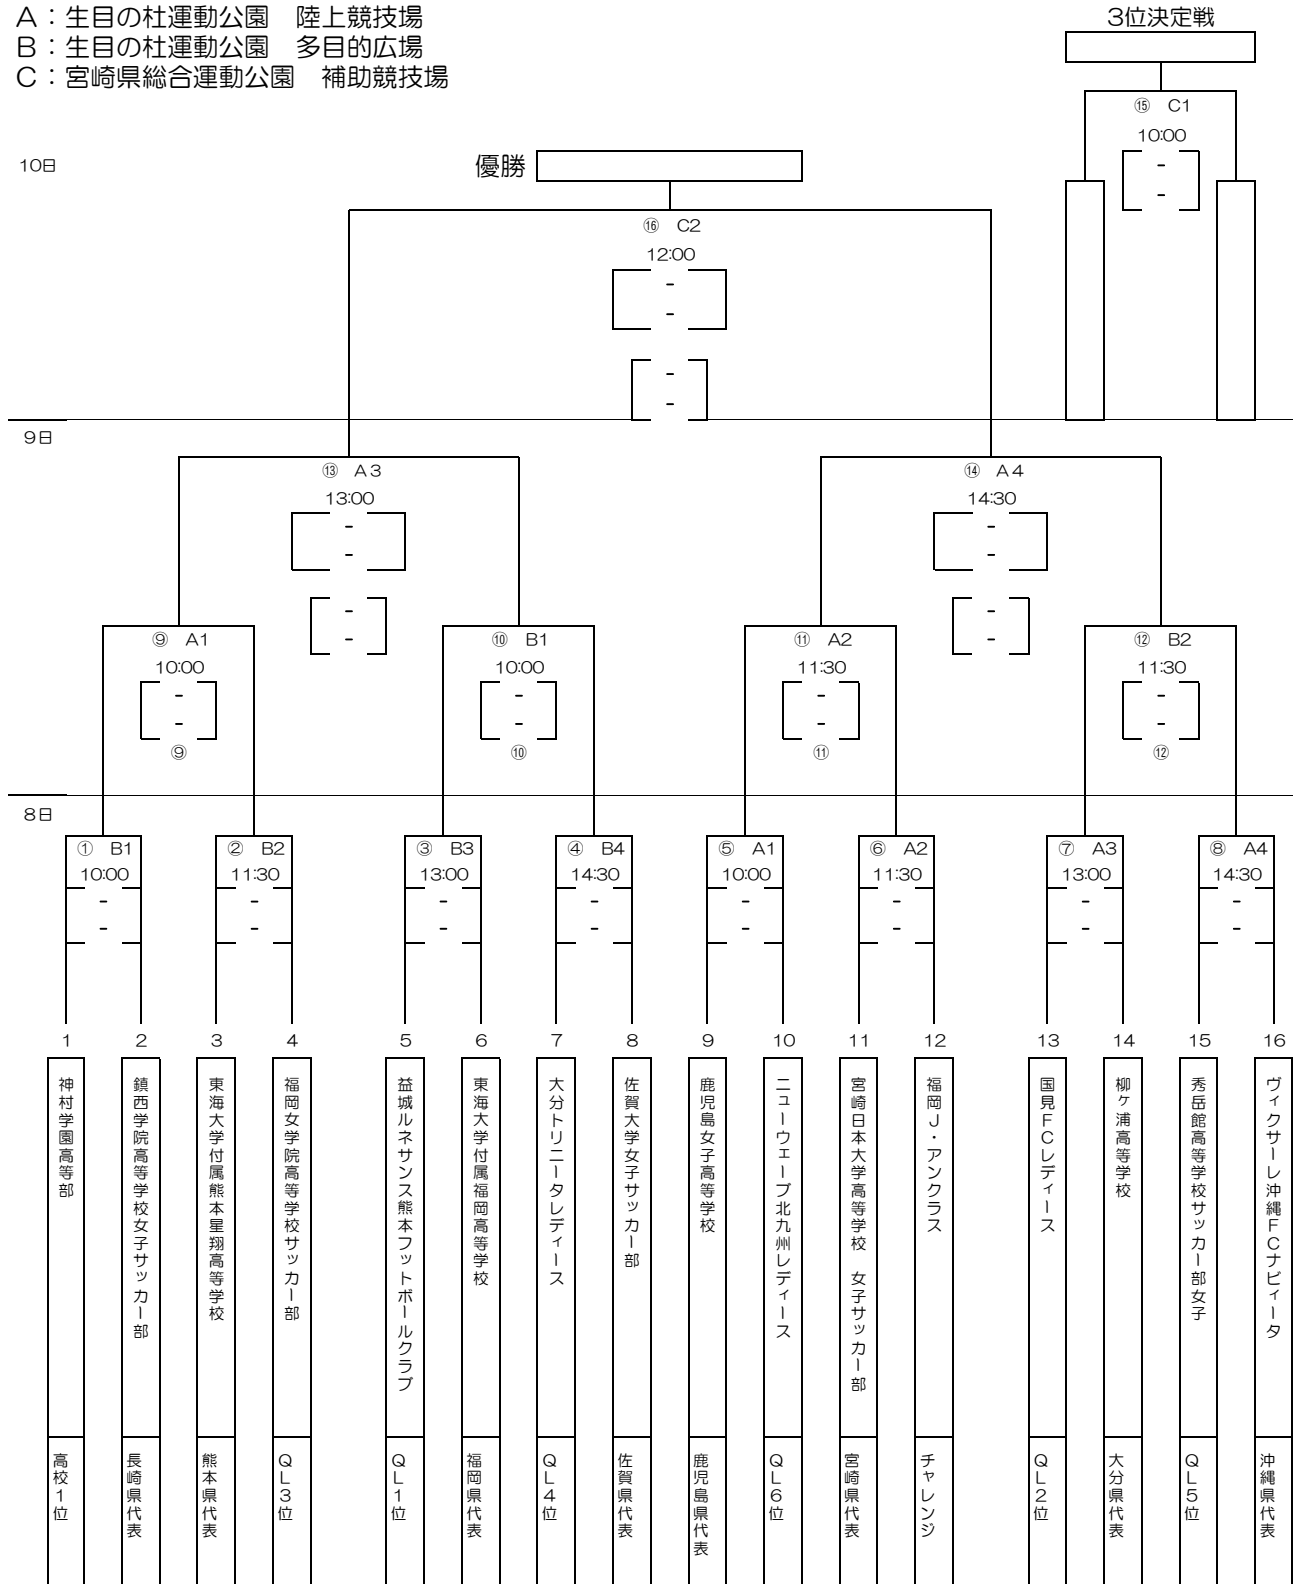 A：生目の杜運動公園　陸上競技場
B：生目の杜運動公園　多目的広場
C：宮崎県総合運動公園　補助競技場
3位決定戦
⑮ C1
10:00
-
-
10日
優勝
⑯ C2
12:00
-
-
-
-
9日
⑬ A3
13:00
-
-
-
-
⑭ A4
14:30
-
-
-
-
⑨ A1
10:00
-
-
⑨
⑩ B1
10:00
-
-
⑩
⑪ A2
11:30
-
-
⑪
⑫ B2
11:30
-
-
⑫
8日
① B1
10:00
-
-
② B2
11:30
-
-
③ B3
13:00
-
-
④ B4
14:30
-
-
⑤ A1
10:00
-
-
⑥ A2
11:30
-
-
⑦ A3
13:00
-
-
⑧ A4
14:30
-
-
1
神村学園高等部
高校1位
2
鎮西学院高等学校女子サッカー部
長崎県代表
3
東海大学付属熊本星翔高等学校
熊本県代表
4
福岡女学院高等学校サッカー部
QL3位
5
益城ルネサンス熊本フットボールクラブ
QL1位
6
東海大学付属福岡高等学校
福岡県代表
7
大分トリニータレディース
QL4位
8
佐賀大学女子サッカー部
佐賀県代表
9
鹿児島女子高等学校
鹿児島県代表
10
ニューウェーブ北九州レディース
QL6位
11
宮崎日本大学高等学校　女子サッカー部
宮崎県代表
12
福岡J・アンクラス
チャレンジ
13
国見FCレディース
QL2位
14
柳ヶ浦高等学校
大分県代表
15
秀岳館高等学校サッカー部女子
QL5位
16
ヴィクサーレ沖縄FCナビィータ
沖縄県代表